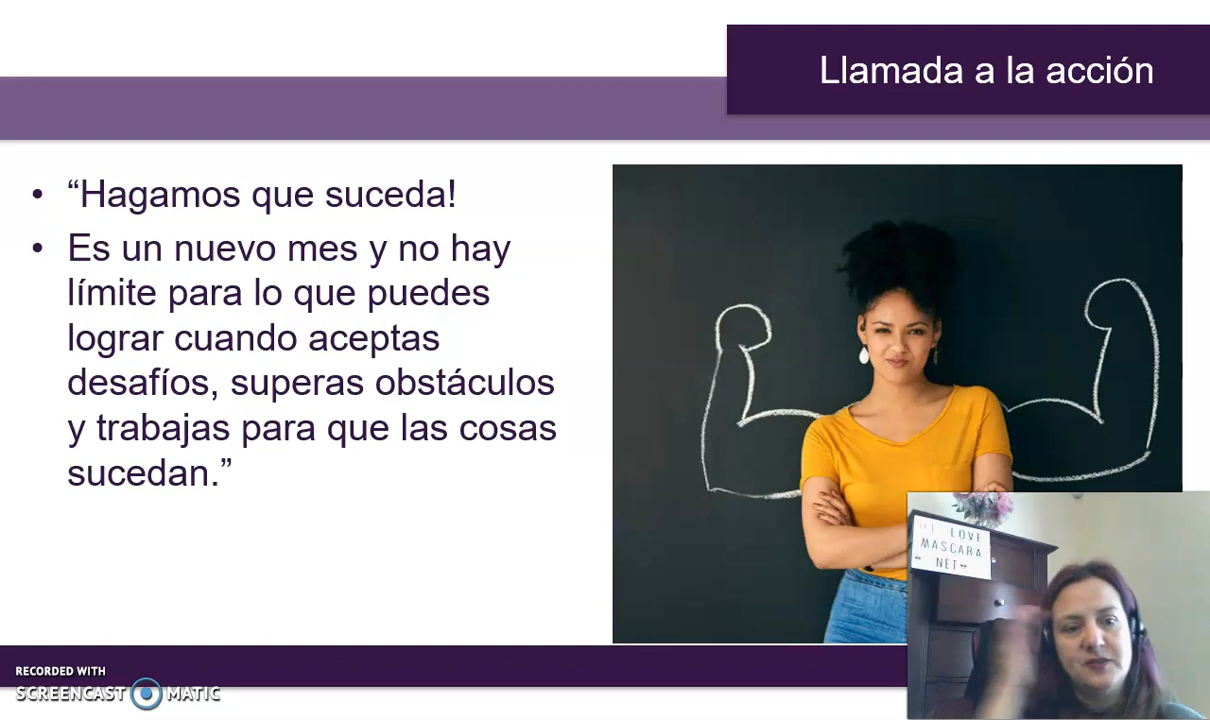 Llamada a la acción
• “Hagamos que suceda!
• Es un nuevo mes y no hay
límite para lo que puedes
lograr cuando aceptas
desafíos, superas obstáculos
y trabajas para que las cosas
sucedan.”
LOVE
MASCARA
NET
RECORDED WITH
SCREENCAST MATIC